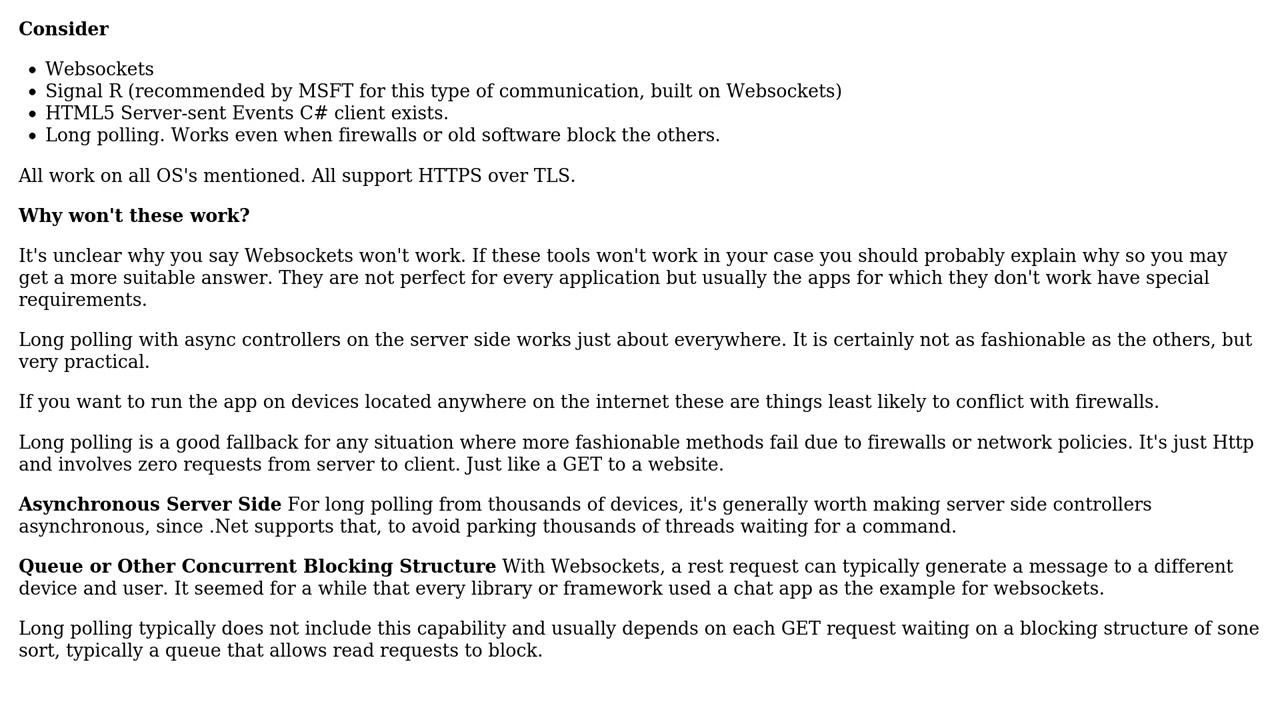 Consider
• Websockets
• Signal R (recommended by MSFT for this type of communication, built on Websockets)
• HTML5 Server-sent Events C# client exists.
• Long polling. Works even when firewalls or old software block the others.
All work on all OS's mentioned. All support HTTPS over TLS.
Why won't these work?
It's unclear why you say Websockets won't work. If these tools won't work in your case you should probably explain why so you may
get a more suitable answer. They are not perfect for every application but usually the apps for which they don't work have special
requirements.
Long polling with async controllers on the server side works just about everywhere. It is certainly not as fashionable as the others, but
very practical.
If you want to run the app on devices located anywhere on the internet these are things least likely to conflict with firewalls.
Long polling is a good fallback for any situation where more fashionable methods fail due to firewalls or network policies. It's just Http
and involves zero requests from server to client. Just like a GET to a website.
Asynchronous Server Side For long polling from thousands of devices, it's generally worth making server side controllers
asynchronous, since .Net supports that, to avoid parking thousands of threads waiting for a command.
Queue or Other Concurrent Blocking Structure With Websockets, a rest request can typically generate a message to a different
device and user. It seemed for a while that every library or framework used a chat app as the example for websockets.
Long polling typically does not include this capability and usually depends on each GET request waiting on a blocking structure of sone
sort, typically a queue that allows read requests to block.